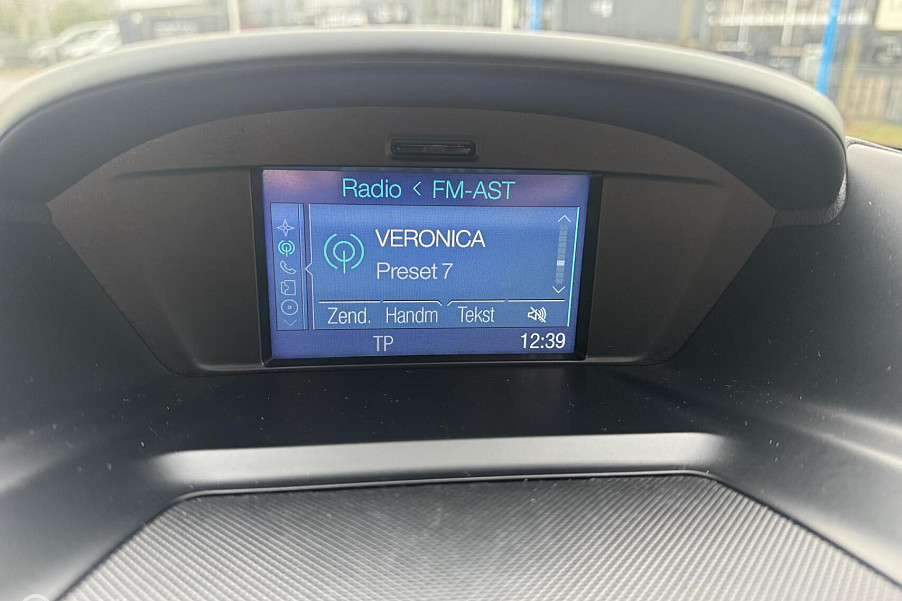 Radio < FM-AST
VERONICA
Preset 7
Zend. Handm Tekst
TP 12:39